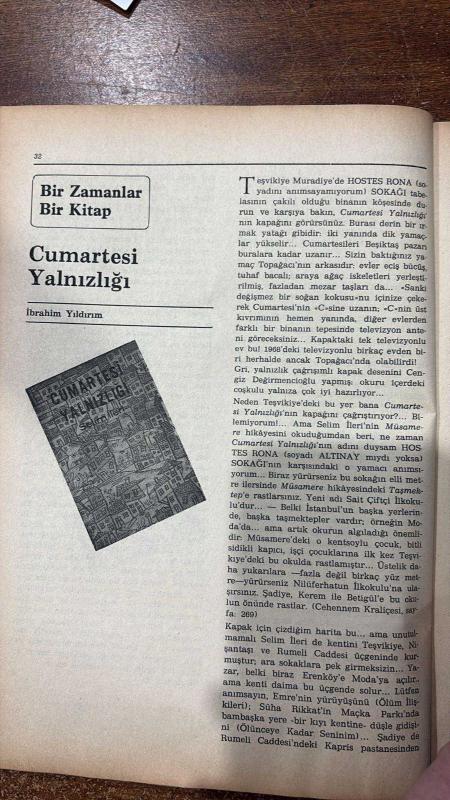 32
Bir Zamanlar
Bir Kitap
Cumartesi
Yalnızlığı
İbrahim Yıldırım
CUMARTESİ
YALNIZLIĞI
Teşvikiye Muradiye'de HOSTES RONA (so-
yadını anımsayamıyorum) SOKAĞI tabe-
lasının çakılı olduğu binanın köşesinde du-
run ve karşıya bakın, Cumartesi Yalnızlığı'
nın kapağını görürsünüz. Burası derin bir ır-
mak yatağı gibidir: iki yanında dik yamaç-
lar yükselir... Cumartesileri Beşiktaş pazarı
buralara kadar uzanır... Sizin baktığınız ya-
maç Topağacı'nın arkasıdır: evler eciş bücüş,
tuhaf bacalı; araya ağaç iskeletleri yerleşti-
rilmiş, fazladan mezar taşları da... «Sanki
değişmez bir soğan kokusu»nu içinize çeke-
rek Cumartesi'nin «C»sine uzanın; «C»nin üst
kıvrımının hemen yanında, diğer evlerden
farklı bir binanın tepesinde televizyon ante-
ni göreceksiniz... Kapaktaki tek televizyonlu
ev bu! 1968'deki televizyonlu birkaç evden bi-
ri herhalde ancak Topağacı'nda olabilirdi!
Gri, yalnızlık çağrışımlı kapak desenini Cen-
giz Değirmencioğlu yapmış; okuru içerdeki
coşkulu yalnıza çok iyi hazırlıyor...
Neden Teşvikiye'deki bu yer bana Cumarte-
si Yalnızlığı'nın kapağını çağrıştırıyor?... Bi-
lemiyorum!... Ama Selim İleri'nin Müsame-
re hikâyesini okuduğumdan beri, ne zaman
Cumartesi Yalnızlığı'nın adını duysam HOS-
TES RONA (soyadı ALTINAY mıydı yoksa)
SOKAĞI'nın karşısındaki o yamacı anımsı-
yorum... Biraz yürürseniz bu sokağın elli met-
re ilersinde Müsamere hikâyesindeki Taşmek-
tep'e rastlarsınız. Yeni adı Sait Çiftçi İlkoku-
lu'dur... — Belki İstanbul'un başka yerlerin-
de, başka taşmektepler vardır; örneğin Mo-
da'da... ama artık okurun algıladığı önemli-
dir. Müsamere'deki o kentsoylu çocuk, bitli
sidikli kapıcı, işçi çocuklarına ilk kez Teşvi-
kiye'deki bu okulda rastlamıştır... Üstelik da-
ha yukarılara —fazla değil birkaç yüz met-
re—yürürseniz Nilüferhatun İlkokulu'na ula-
şırsınız. Şadiye, Kerem ile Betigül'e bu oku-
lun önünde rastlar. (Cehennem Kraliçesi, say-
fa: 269)
Kapak için çizdiğim harita bu... ama unutul-
mamalı Selim İleri de kentini Teşvikiye, Ni-
şantaşı ve Rumeli Caddesi üçgeninde kur-
muştur; ara sokaklara pek girmeksizin... Ya-
zar, belki biraz Erenköy'e Moda'ya açılır..
ama kenti daima bu üçgende solur... Lütfen
anımsayın, Emre'nin yürüyüşünü (Ölüm İliş-
kileri); Süha Rikkat'in Maçka Parkı'nda
bambaşka yere -bir kıyı kentine- düşle gidişi-
ni (Ölünceye Kadar Seninim)... Şadiye de
Rumeli Caddesi'ndeki Kapris pastanesinden